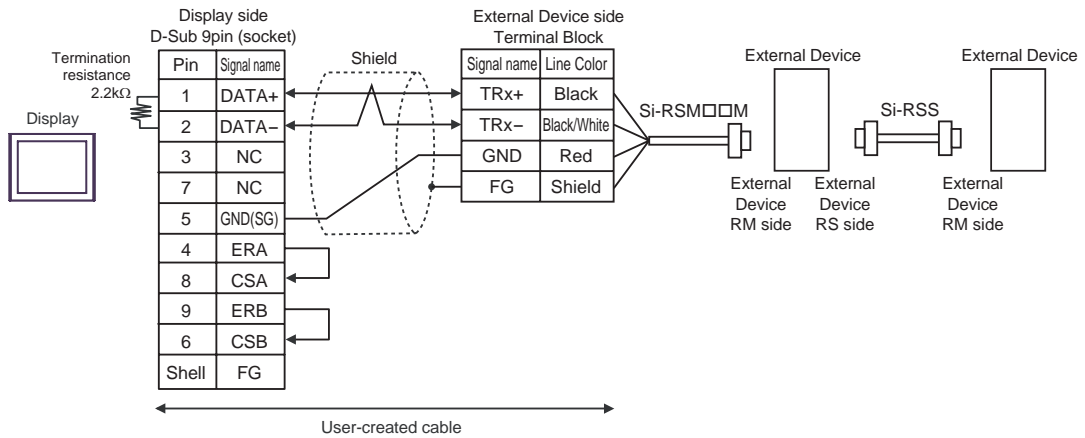 Display side
D-Sub 9pin (socket)
External Device side
Terminal Block
Termination
resistance
2.2kΩ
Display
Pin Signal name
1 DATA+
2 DATA−
3 NC
7 NC
5 GND(SG)
4 ERA
8 CSA
9 ERB
6 CSB
Shell FG
Shield
Signal name Line Color
TRx+ Black
TRx− Black/White
GND Red
FG Shield
Si-RSM□□M
External Device
Si-RSS
External Device
External
Device
RM side
External
Device
RS side
External
Device
RM side
User-created cable